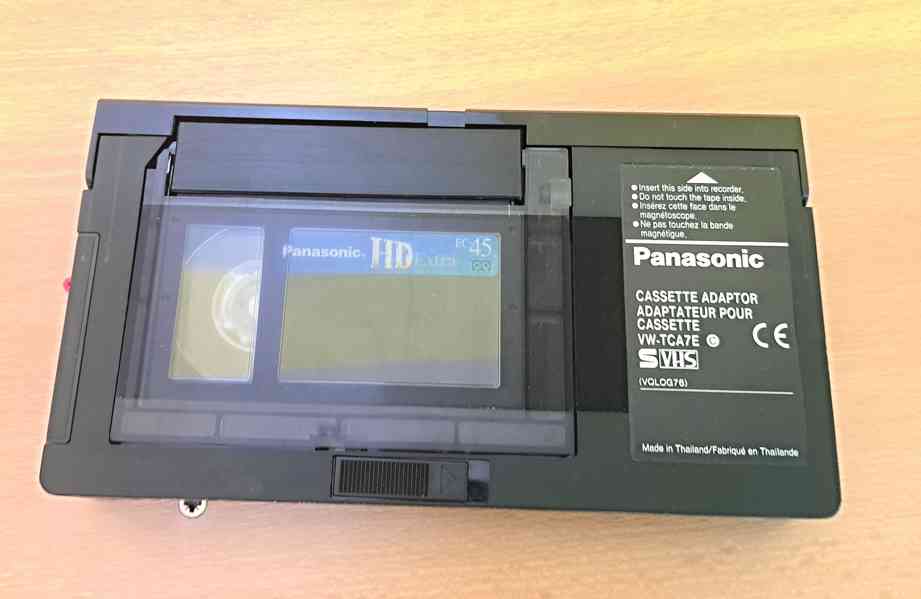 Panasonic HD Extra EC45
● Insert this side into recorder.
● Do not touch the tape inside.
● Insérez cette face dans le
magnétoscope.
● Ne pas touchez la bande
magnétique.
Panasonic
CASSETTE ADAPTOR
ADAPTATEUR POUR
CASSETTE
VW-TCA7E Ⓒ
CE
S VHS
(VQLOG76)
Made in Thailand/Fabriqué en Thaïlande